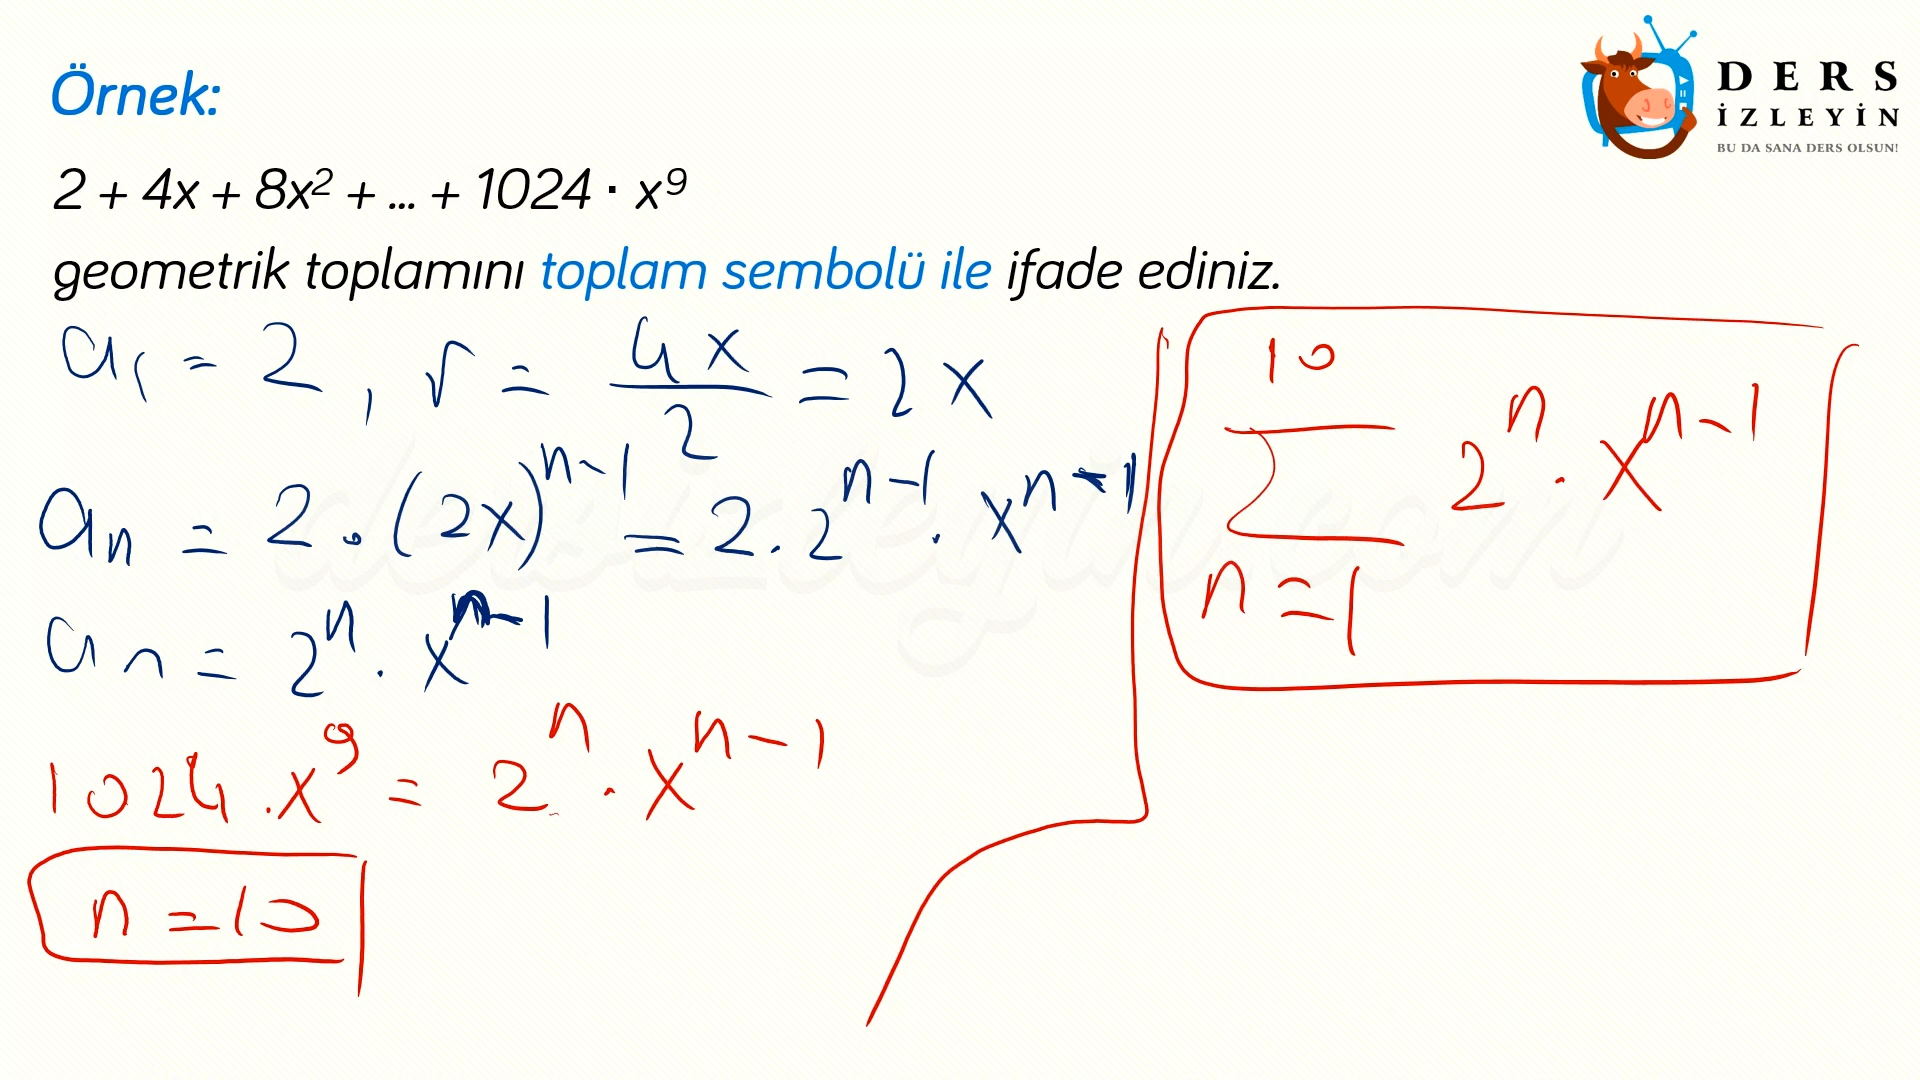 Örnek:
2 + 4x + 8x² + ... + 1024 · x⁹
geometrik toplamını toplam sembolü ile ifade ediniz.
a₁ = 2 , r = 4x/2 = 2x
aₙ = 2 · (2x)ⁿ⁻¹ = 2 · 2ⁿ⁻¹ · xⁿ⁻¹
aₙ = 2ⁿ · xⁿ⁻¹
1024 · x⁹ = 2ⁿ · xⁿ⁻¹
n = 10
10
∑ 2ⁿ · xⁿ⁻¹
n = 1
DERS
İZLEYİN
BU DA SANA DERS OLSUN!
dersizleyin.com